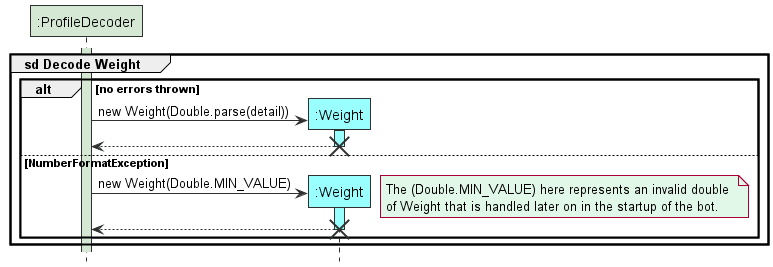 :ProfileDecoder
sd Decode Weight
alt
[no errors thrown]
new Weight(Double.parse(detail))
:Weight
[NumberFormatException]
new Weight(Double.MIN_VALUE)
:Weight
The (Double.MIN_VALUE) here represents an invalid double
of Weight that is handled later on in the startup of the bot.